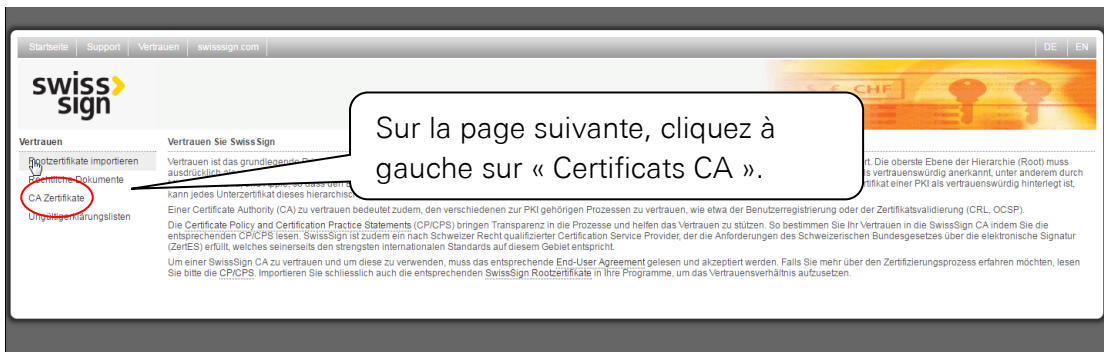 Startseite Support Vertrauen swisssign.com DE EN
swiss
sign
S £ CHF
Sur la page suivante, cliquez à
gauche sur « Certificats CA ».
Vertrauen
Rootzertifikate importieren
Rechtliche Dokumente
CA Zertifikate
Ungültigerklärungslisten
Vertrauen Sie SwissSign
Vertrauen ist das grundlegende rt. Die oberste Ebene der Hierarchie (Root) muss
ausdrücklich als ls vertrauenswürdig anerkannt, unter anderem durch
so dass den rtifikat einer PKI als vertrauenswürdig hinterlegt ist,
kann jedes Unterzertifikat dieses hierarchisc
Einer Certificate Authority (CA) zu vertrauen bedeutet zudem, den verschiedenen zur PKI gehörigen Prozessen zu vertrauen, wie etwa der Benutzerregistrierung oder der Zertifikatsvalidierung (CRL, OCSP).
Die Certificate Policy and Certification Practice Statements (CP/CPS) bringen Transparenz in die Prozesse und helfen das Vertrauen zu stützen. So bestimmen Sie Ihr Vertrauen in die SwissSign CA indem Sie die
entsprechenden CP/CPS lesen. SwissSign ist zudem ein nach Schweizer Recht qualifizierter Certification Service Provider, der die Anforderungen des Schweizerischen Bundesgesetzes über die elektronische Signatur
(ZertES) erfüllt, welches seinerseits den strengsten internationalen Standards auf diesem Gebiet entspricht.
Um einer SwissSign CA zu vertrauen und um diese zu verwenden, muss das entsprechende End-User Agreement gelesen und akzeptiert werden. Falls Sie mehr über den Zertifizierungsprozess erfahren möchten, lesen
Sie bitte die CP/CPS. Importieren Sie schliesslich auch die entsprechenden SwissSign Rootzertifikate in Ihre Programme, um das Vertrauensverhältnis aufzusetzen.